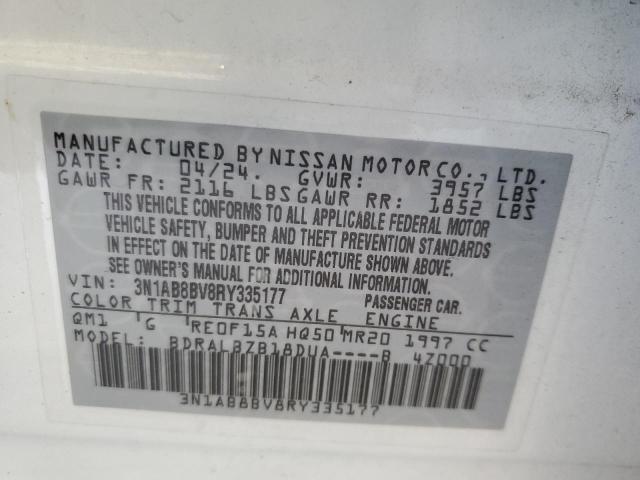 MANUFACTURED BY NISSAN MOTOR CO., LTD.
DATE: 04/24. GVWR: 3957 LBS
GAWR FR: 2116 LBS GAWR RR: 1852 LBS
THIS VEHICLE CONFORMS TO ALL APPLICABLE FEDERAL MOTOR
VEHICLE SAFETY, BUMPER AND THEFT PREVENTION STANDARDS
IN EFFECT ON THE DATE OF MANUFACTURE SHOWN ABOVE.
SEE OWNER'S MANUAL FOR ADDITIONAL INFORMATION.
VIN: 3N1AB8BV8RY335177 PASSENGER CAR.
COLOR TRIM TRANS AXLE ENGINE
QM1 G RE0F15A HQ50 MR20 1997 CC
MODEL: BDRALBZB18DUA----B 4Z000
3N1AB8BV8RY335177